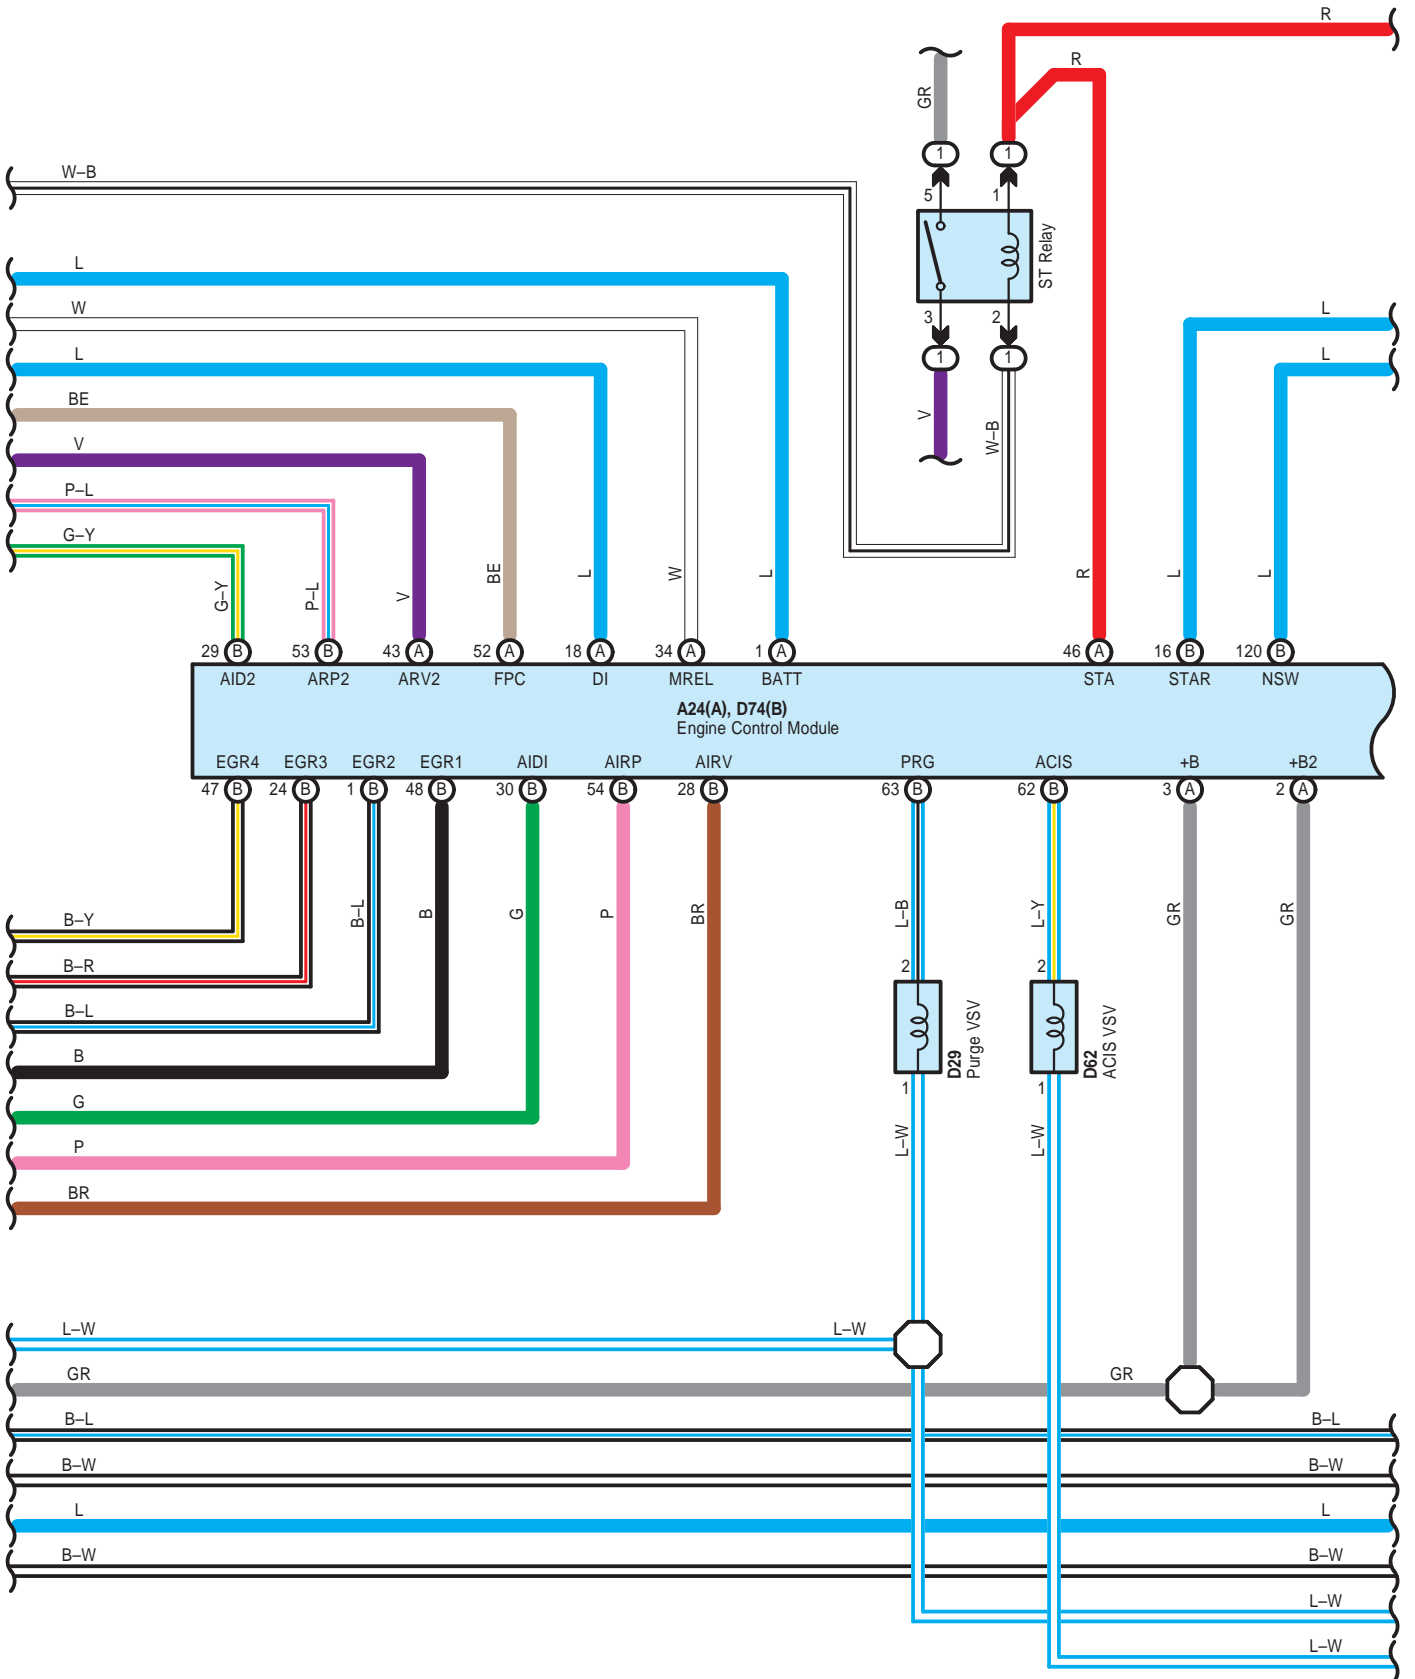 R
R
GR
1 1
W–B
5 1
ST Relay
L
3 2
W
L
1 1
L
L
BE
V
W–B
V
P–L
G–Y
G–Y P–L V BE L W L R L L
29 B 53 B 43 A 52 A 18 A 34 A 1 A 46 A 16 B 120 B
AID2 ARP2 ARV2 FPC DI MREL BATT STA STAR NSW
A24(A), D74(B)
Engine Control Module
EGR4 EGR3 EGR2 EGR1 AIDI AIRP AIRV PRG ACIS +B +B2
47 B 24 B 1 B 48 B 30 B 54 B 28 B 63 B 62 B 3 A 2 A
B–L B G P BR L–B L–Y GR GR
B–Y
B–R
2 2
B–L
D29
Purge VSV
D62
ACIS VSV
B
1 1
G
L–W L–W
P
BR
L–W L–W
GR GR
B–L B–L
B–W B–W
L L
B–W B–W
L–W
L–W